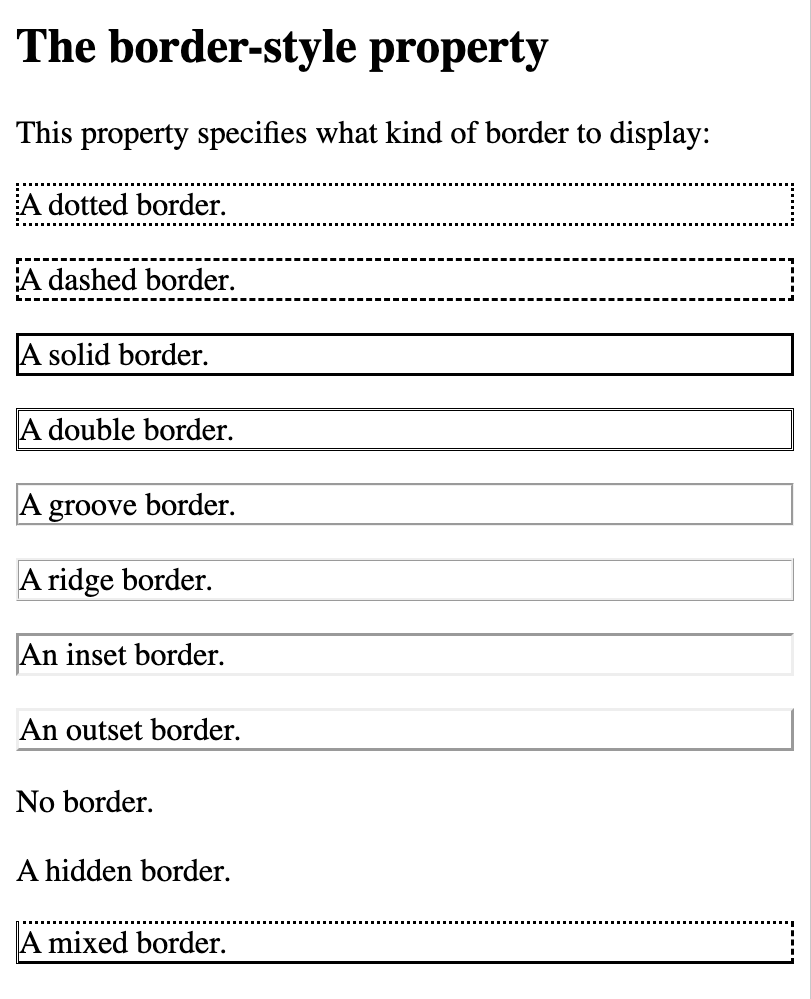 The border-style property
This property specifies what kind of border to display:
A dotted border.
A dashed border.
A solid border.
A double border.
A groove border.
A ridge border.
An inset border.
An outset border.
No border.
A hidden border.
A mixed border.